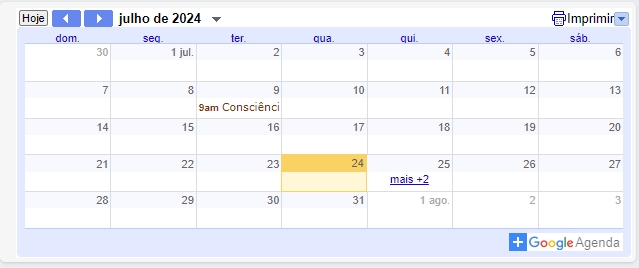 Hoje julho de 2024 Imprimir
dom. seg. ter. qua. qui. sex. sáb.
30 1 jul. 2 3 4 5 6
7 8 9 10 11 12 13
9am Consciênci
14 15 16 17 18 19 20
21 22 23 24 25 26 27
mais +2
28 29 30 31 1 ago. 2 3
Google Agenda